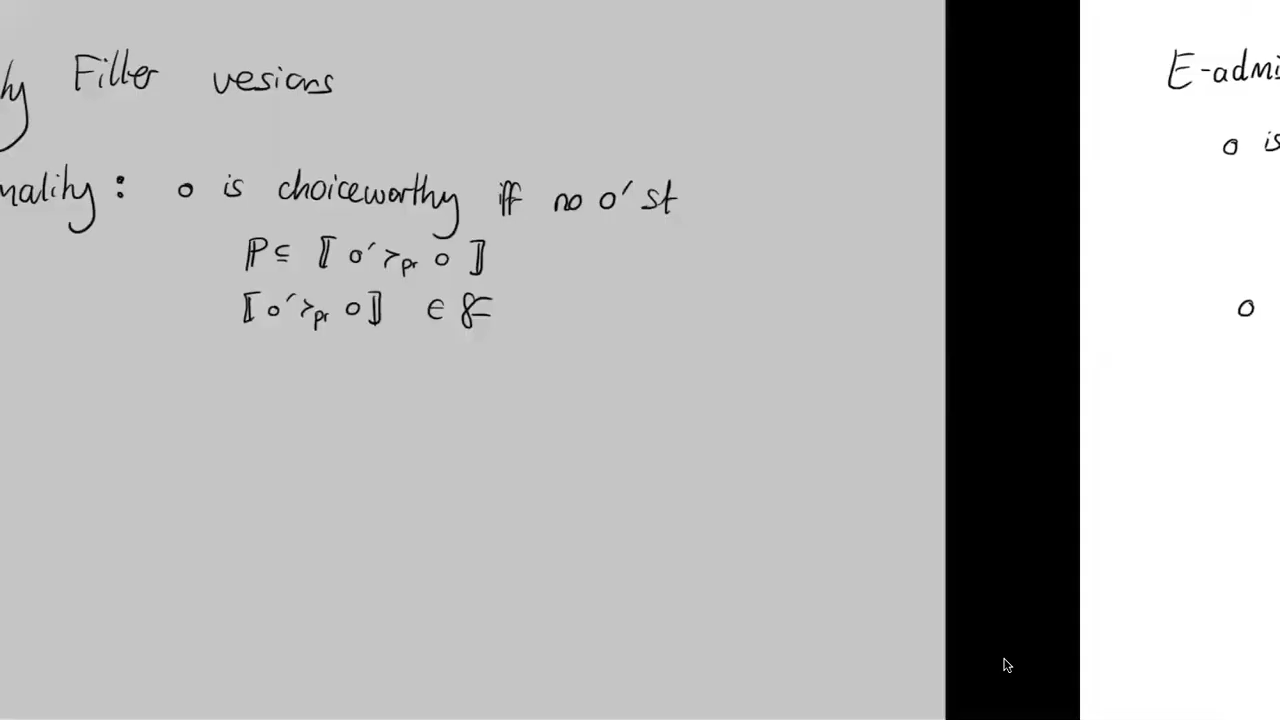 Filter vesions
: o is choiceworthy iff no o′ st
ℙ ⊆ ⟦ o′ >pr o ⟧
⟦ o′ >pr o ⟧ ∈ ℱ
E-admi
o is
o